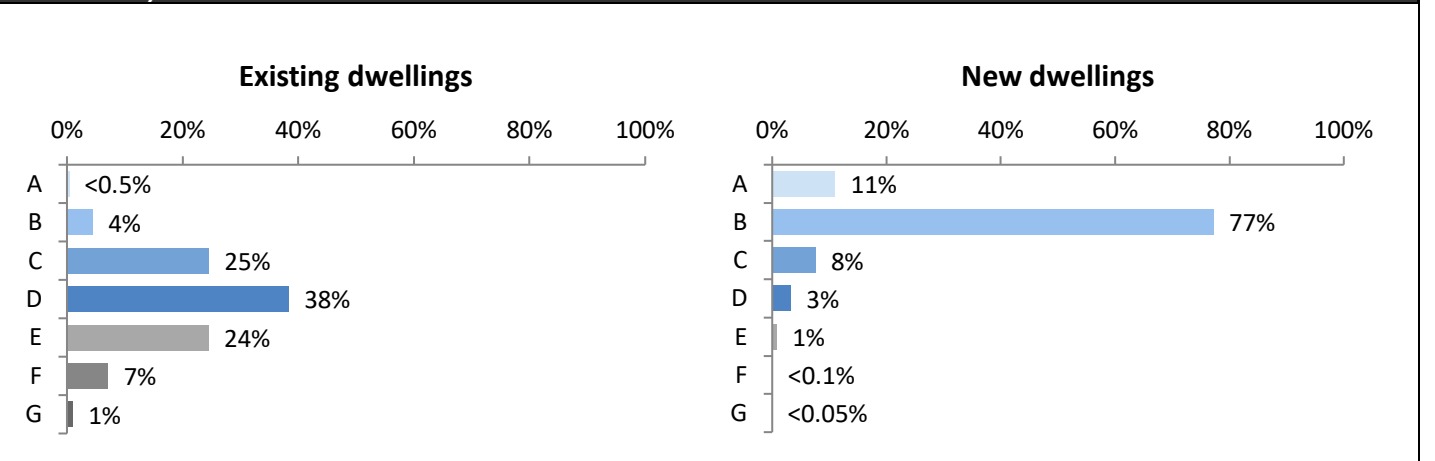 Existing dwellings
0% 20% 40% 60% 80% 100%
A <0.5%
B 4%
C 25%
D 38%
E 24%
F 7%
G 1%
New dwellings
0% 20% 40% 60% 80% 100%
A 11%
B 77%
C 8%
D 3%
E 1%
F <0.1%
G <0.05%